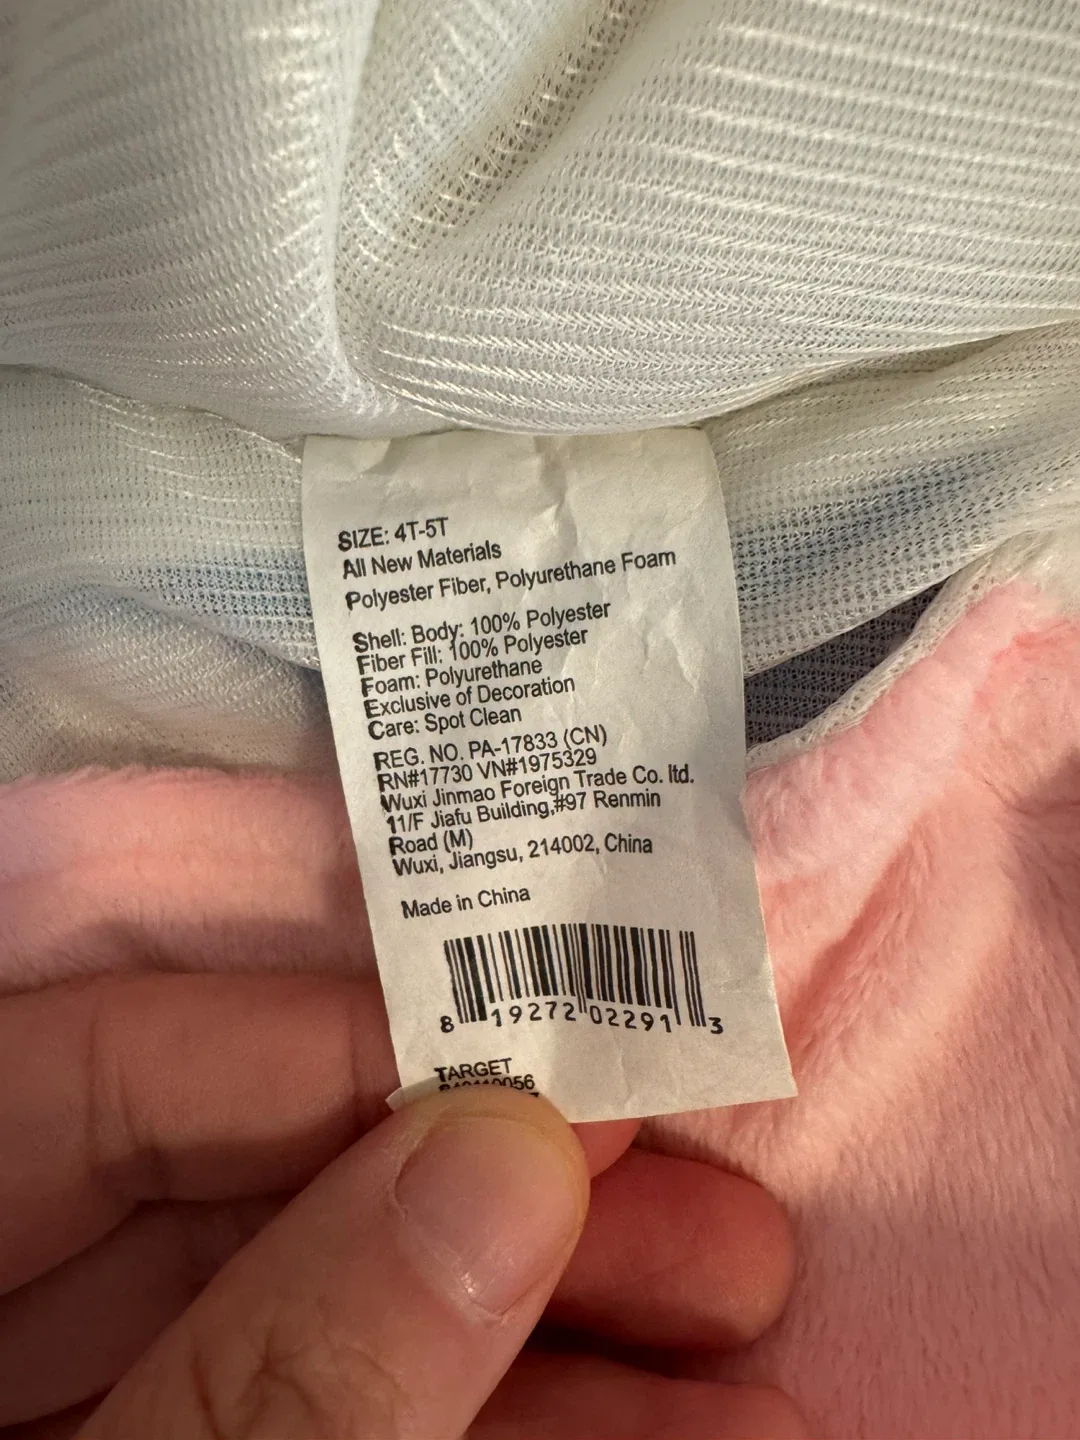 SIZE: 4T-5T
All New Materials
Polyester Fiber, Polyurethane Foam
Shell: Body: 100% Polyester
Fiber Fill: 100% Polyester
Foam: Polyurethane
Exclusive of Decoration
Care: Spot Clean
REG. NO. PA-17833 (CN)
RN#17730 VN#1975329
Wuxi Jinmao Foreign Trade Co. ltd.
11/F Jiafu Building,#97 Renmin
Road (M)
Wuxi, Jiangsu, 214002, China
Made in China
8 19272 02291 3
TARGET